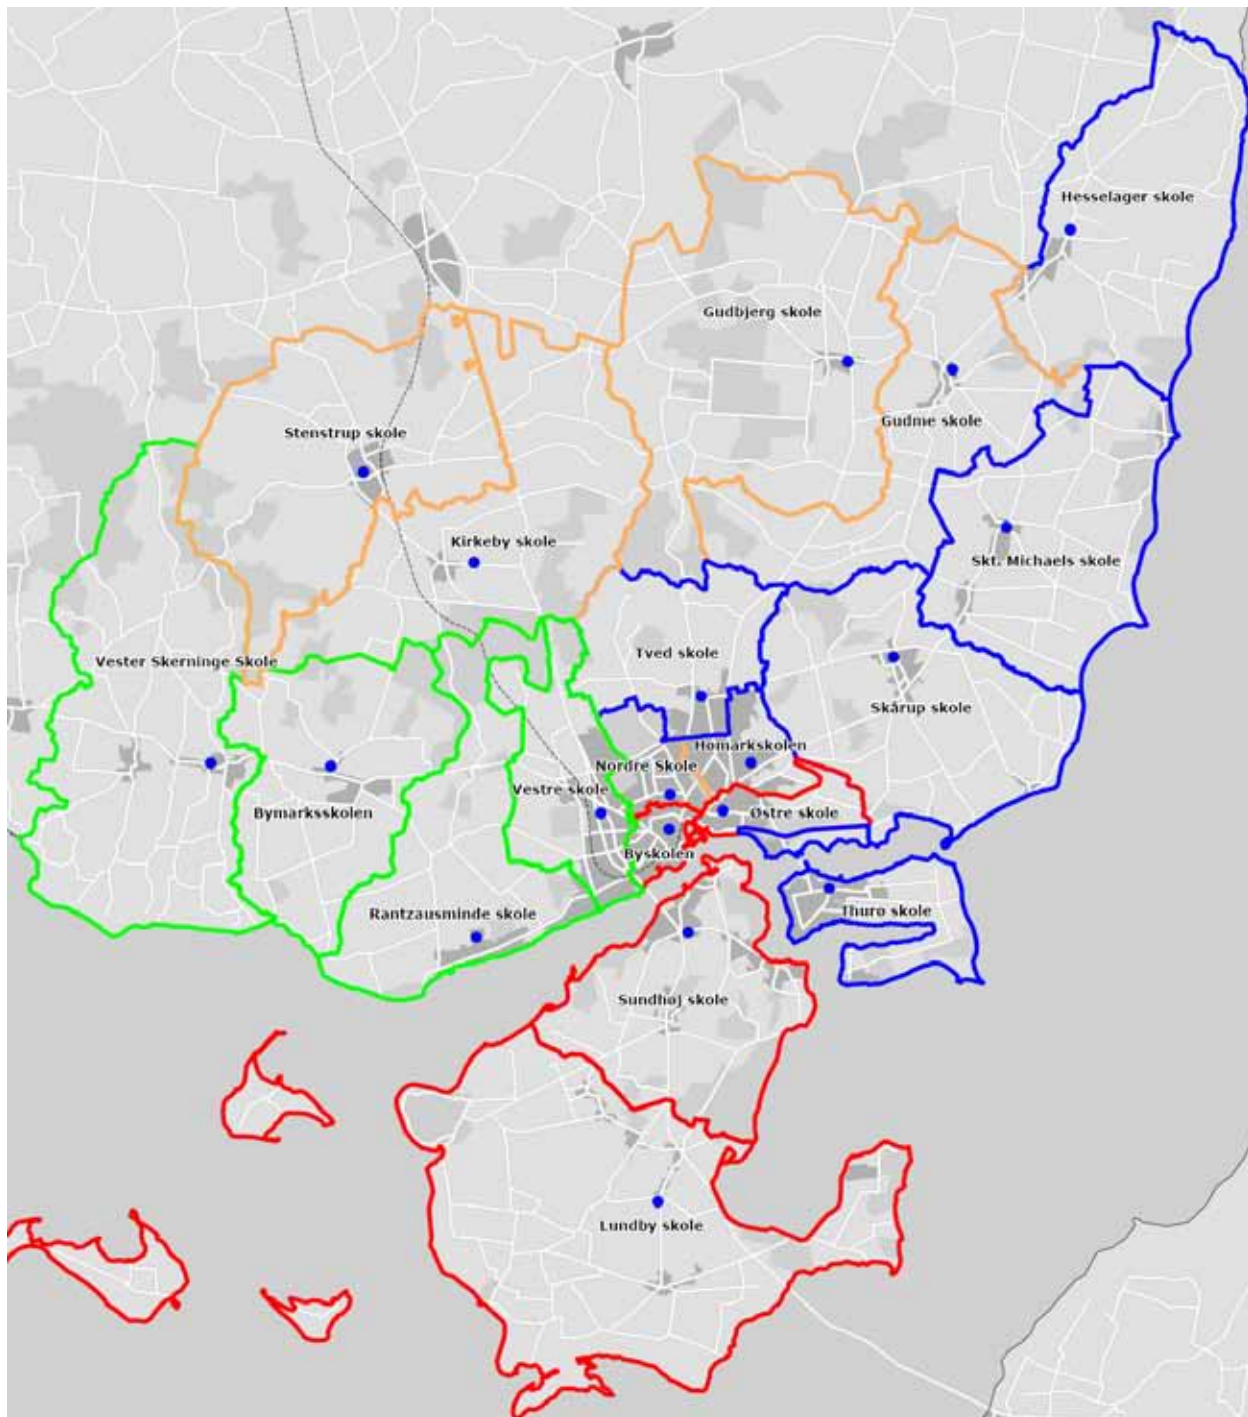 Hesselager skole
Gudbjerg skole
Gudme skole
Stenstrup skole
Kirkeby skole
Skt. Michaels skole
Vester Skerninge Skole
Tved skole
Skårup skole
Homarkskolen
Nordre Skole
Vestre skole
Bymarksskolen
Østre skole
Byskolen
Rantzausminde skole
Thurø skole
Sundhøj skole
Lundby skole